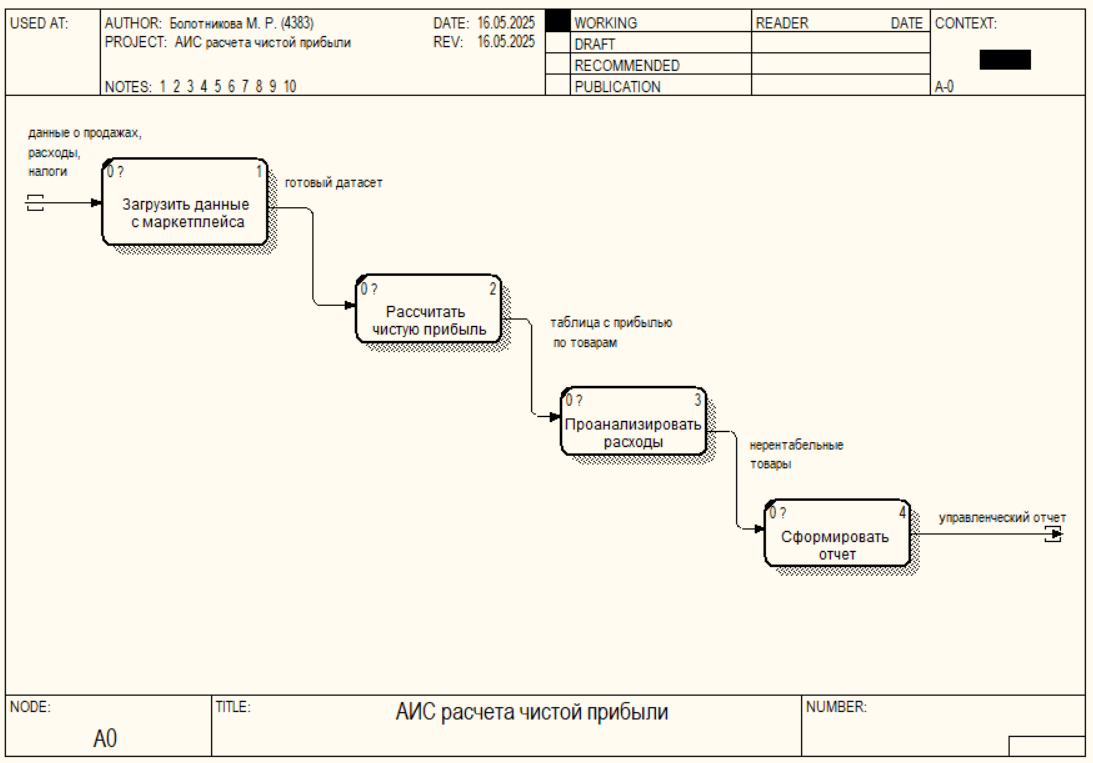 USED AT:
AUTHOR: Болотникова М. Р. (4383)
DATE: 16.05.2025
PROJECT: АИС расчета чистой прибыли
REV: 16.05.2025
NOTES: 1 2 3 4 5 6 7 8 9 10
WORKING
DRAFT
RECOMMENDED
PUBLICATION
READER
DATE
CONTEXT:
A-0
данные о продажах,
расходы,
налоги
0 ?
1
Загрузить данные
с маркетплейса
готовый датасет
0 ?
2
Рассчитать
чистую прибыль
таблица с прибылью
по товарам
0 ?
3
Проанализировать
расходы
нерентабельные
товары
0 ?
4
Сформировать
отчет
управленческий отчет
NODE:
A0
TITLE:
АИС расчета чистой прибыли
NUMBER: